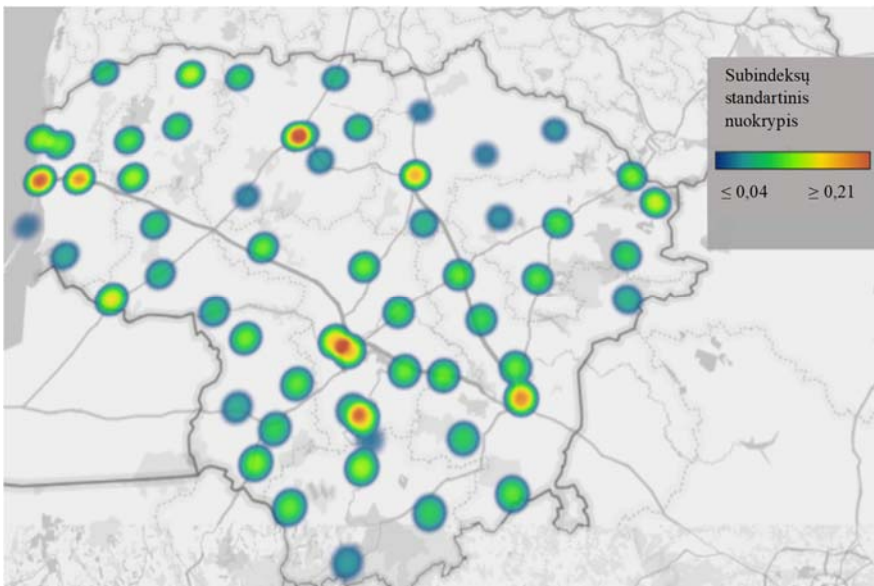 Subindeksų
standartinis
nuokrypis
≤ 0,04 ≥ 0,21